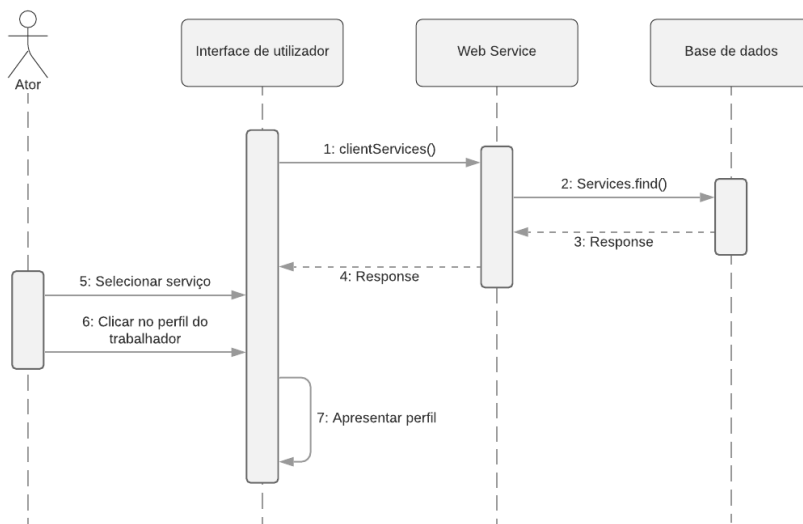 Ator
Interface de utilizador
Web Service
Base de dados
1: clientServices()
2: Services.find()
3: Response
4: Response
5: Selecionar serviço
6: Clicar no perfil do
trabalhador
7: Apresentar perfil